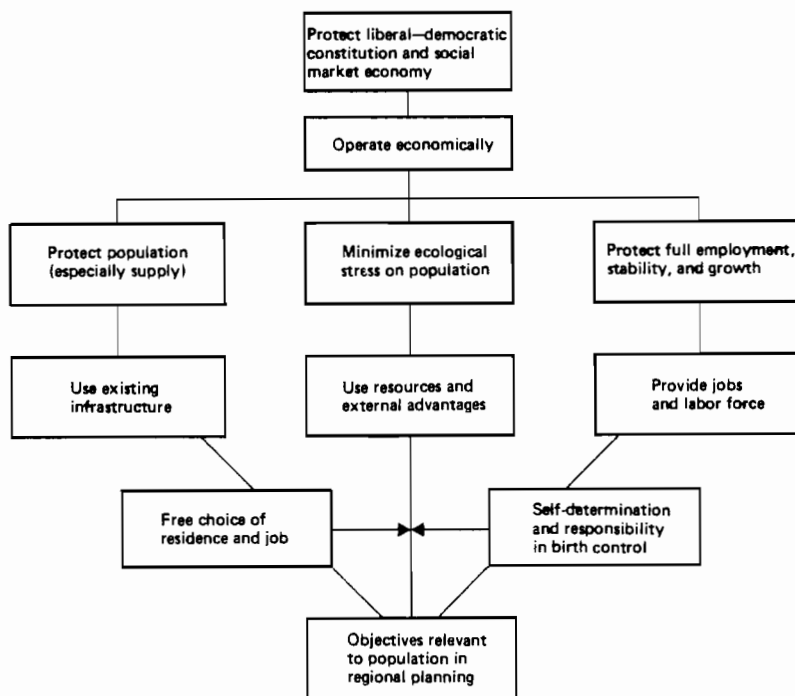 Protect liberal—democratic
constitution and social
market economy
Operate economically
Protect population
(especially supply)
Minimize ecological
stress on population
Protect full employment,
stability, and growth
Use existing
infrastructure
Use resources and
external advantages
Provide jobs
and labor force
Free choice of
residence and job
Self-determination
and responsibility
in birth control
Objectives relevant
to population in
regional planning